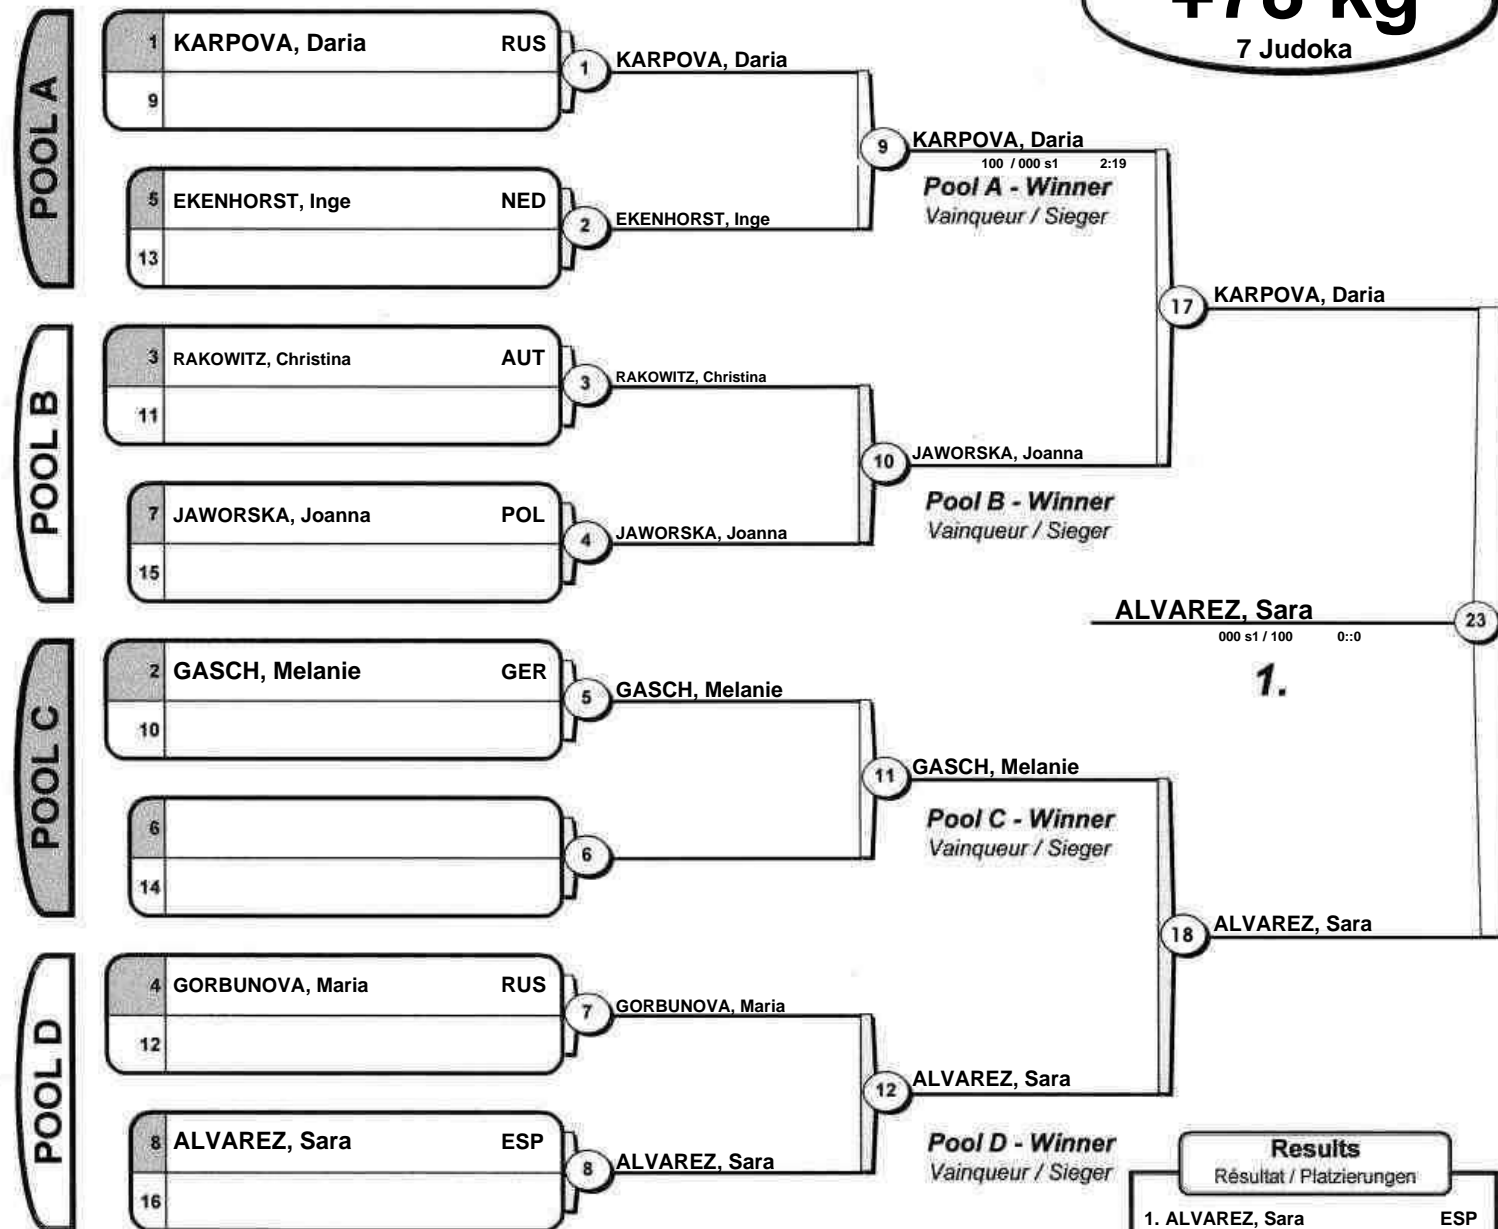 +78 kg
7 Judoka
POOL A
1 KARPOVA, Daria RUS
9
1 KARPOVA, Daria
5 EKENHORST, Inge NED
13
2 EKENHORST, Inge
9 KARPOVA, Daria
100 / 000 s1 2:19
Pool A - Winner
Vainqueur / Sieger
POOL B
3 RAKOWITZ, Christina AUT
11
3 RAKOWITZ, Christina
7 JAWORSKA, Joanna POL
15
4 JAWORSKA, Joanna
10 JAWORSKA, Joanna
Pool B - Winner
Vainqueur / Sieger
17 KARPOVA, Daria
ALVAREZ, Sara 23
000 s1 / 100 0::0
1.
POOL C
2 GASCH, Melanie GER
10
5 GASCH, Melanie
6
14
6
11 GASCH, Melanie
Pool C - Winner
Vainqueur / Sieger
18 ALVAREZ, Sara
POOL D
4 GORBUNOVA, Maria RUS
12
7 GORBUNOVA, Maria
8 ALVAREZ, Sara ESP
16
8 ALVAREZ, Sara
12 ALVAREZ, Sara
Pool D - Winner
Vainqueur / Sieger
Results
Résultat / Platzierungen
1. ALVAREZ, Sara ESP